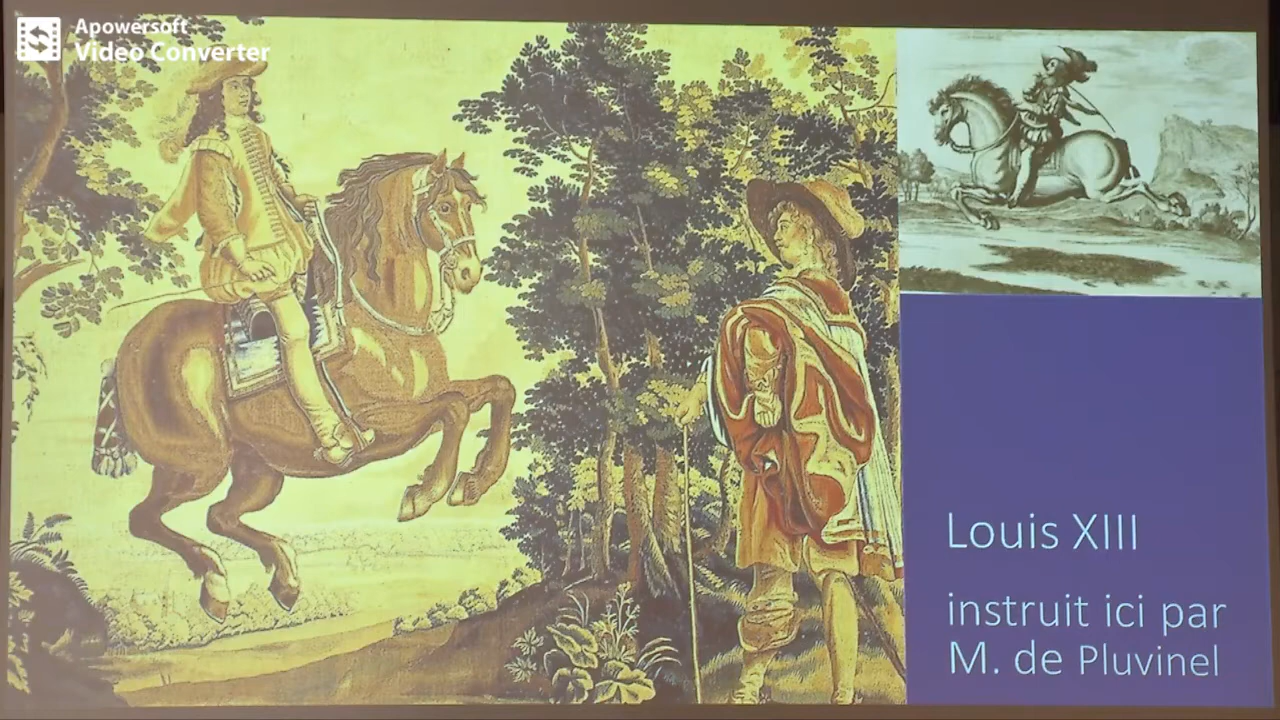 Apowersoft
Video Converter
Louis XIII
instruit ici par
M. de Pluvinel